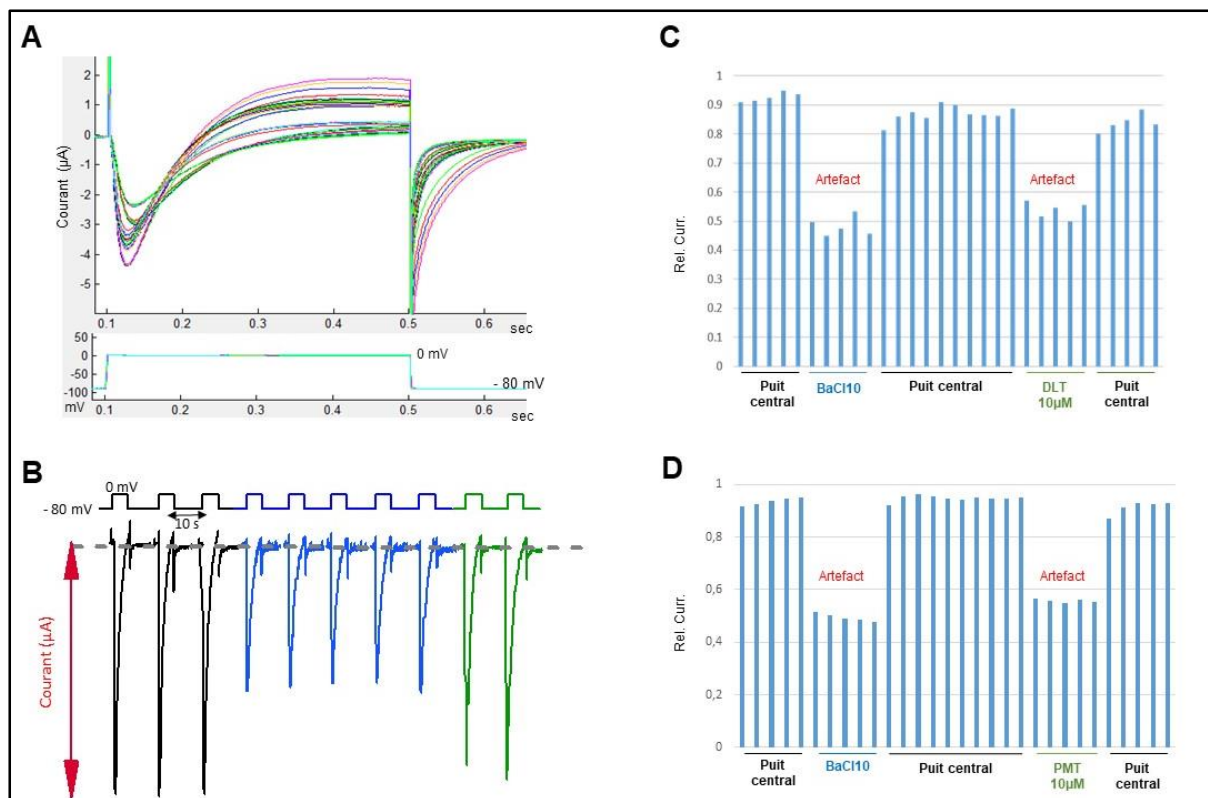 A
Courant (µA)
2
1
0
-1
-2
-3
-4
-5
0.1
0.2
0.3
0.4
0.5
0.6
sec
50
0
-50
-100
mV
0 mV
- 80 mV
0.1
0.2
0.3
0.4
0.5
0.6
sec
B
0 mV
- 80 mV
10 s
Courant (µA)
C
Rel. Curr.
1
0.9
0.8
0.7
0.6
0.5
0.4
0.3
0.2
0.1
0
Artefact
Artefact
Puit
central
BaCl10
Puit central
DLT
10µM
Puit
central
D
Rel. Curr.
1
0,8
0,6
0,4
0,2
0
Artefact
Artefact
Puit
central
BaCl10
Puit central
PMT
10µM
Puit
central